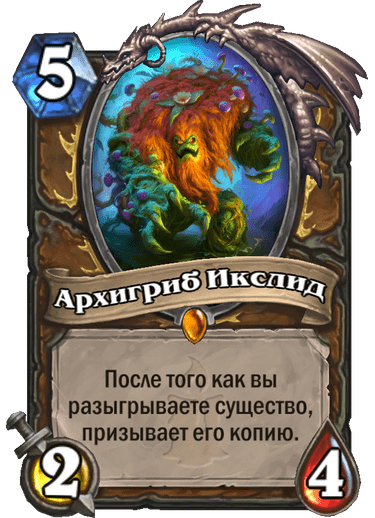 5
Архигриб Икслид
После того как вы
разыгрываете существо,
призывает его копию.
2
4